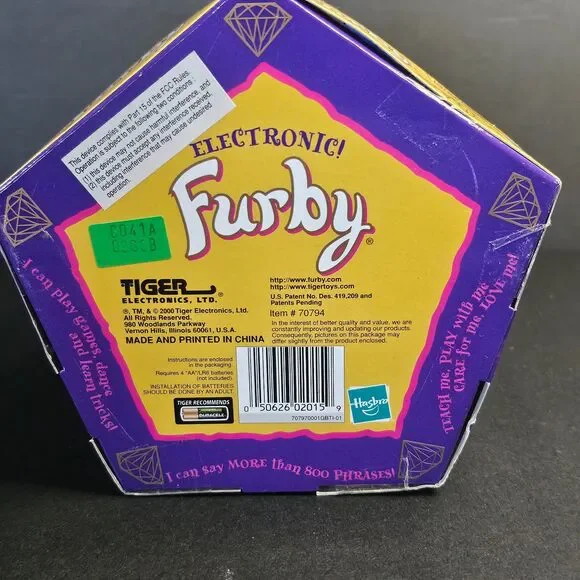 This device complies with Part 15 of the FCC Rules.
Operation is subject to the following two conditions:
(1) this device may not cause harmful interference, and
(2) this device must accept any interference received,
including interference that may cause undesired
operation.
ELECTRONIC!
Furby®
TIGER
ELECTRONICS, LTD.®
®, TM, & © 2000 Tiger Electronics, Ltd.
All Rights Reserved.
980 Woodlands Parkway
Vernon Hills, Illinois 60061, U.S.A.
MADE AND PRINTED IN CHINA
http://www.furby.com
http://www.tigertoys.com
U.S. Patent No. Des. 419,209 and
Patents Pending
Item # 70794
In the interest of better quality and value, we are
constantly improving and updating our products.
Consequently, pictures on this package may
differ slightly from the product enclosed.
Instructions are enclosed
in the packaging
Requires 4 "AA"/LR6 batteries
(not included)
INSTALLATION OF BATTERIES
SHOULD BE DONE BY AN ADULT.
TIGER RECOMMENDS
DURACELL
0 50626 02015 9
707970001GBTI-01
Hasbro
I can play games, dance
and learn tricks!
I can say MORE than 800 PHRASES!
TEACH me, PLAY with me
CARE for me, LOVE me!